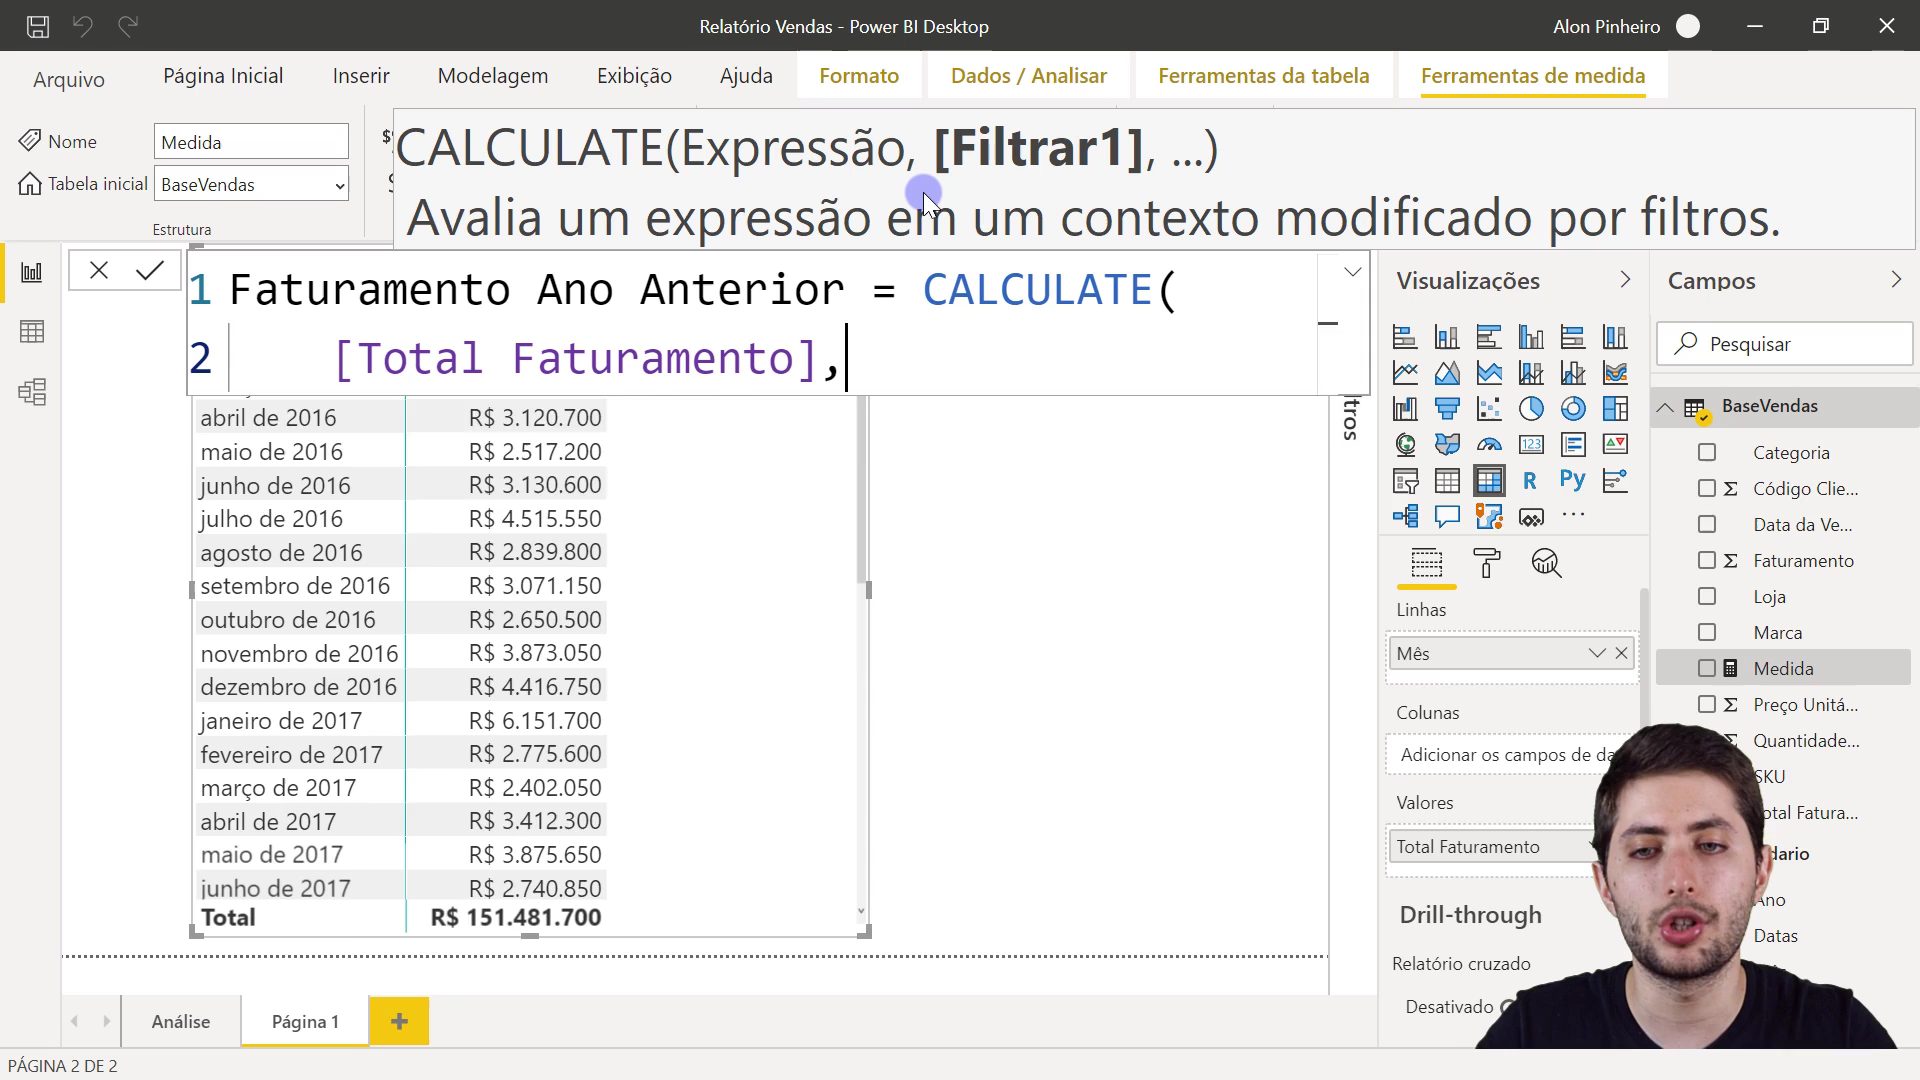 Relatório Vendas - Power BI Desktop
Alon Pinheiro
Arquivo
Página Inicial
Inserir
Modelagem
Exibição
Ajuda
Formato
Dados / Analisar
Ferramentas da tabela
Ferramentas de medida
Nome
Medida
Tabela inicial
BaseVendas
Estrutura
CALCULATE(Expressão, [Filtrar1], ...)
Avalia um expressão em um contexto modificado por filtros.
1 Faturamento Ano Anterior = CALCULATE(
2 [Total Faturamento],
abril de 2016 R$ 3.120.700
maio de 2016 R$ 2.517.200
junho de 2016 R$ 3.130.600
julho de 2016 R$ 4.515.550
agosto de 2016 R$ 2.839.800
setembro de 2016 R$ 3.071.150
outubro de 2016 R$ 2.650.500
novembro de 2016 R$ 3.873.050
dezembro de 2016 R$ 4.416.750
janeiro de 2017 R$ 6.151.700
fevereiro de 2017 R$ 2.775.600
março de 2017 R$ 2.402.050
abril de 2017 R$ 3.412.300
maio de 2017 R$ 3.875.650
junho de 2017 R$ 2.740.850
Total R$ 151.481.700
ltros
Visualizações
123
R
Py
...
Linhas
Mês
Colunas
Adicionar os campos de da
Valores
Total Faturamento
Drill-through
Relatório cruzado
Desativado
Campos
Pesquisar
BaseVendas
Categoria
Σ Código Clie...
Data da Ve...
Σ Faturamento
Loja
Marca
Medida
Σ Preço Unitá...
Σ Quantidade...
SKU
otal Fatura...
dario
Ano
Datas
Análise
Página 1
+
PÁGINA 2 DE 2